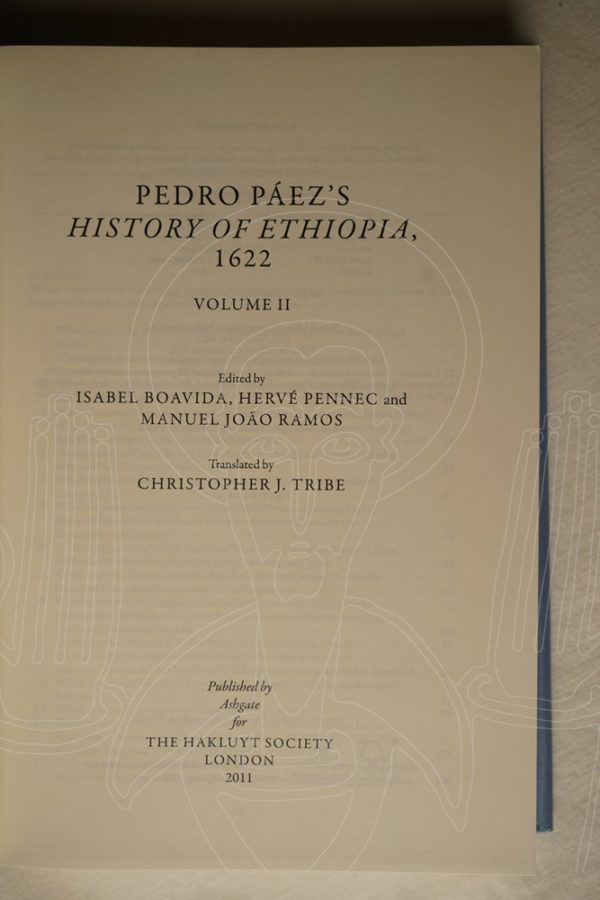 PEDRO PÁEZ'S
HISTORY OF ETHIOPIA,
1622
VOLUME II
Edited by
ISABEL BOAVIDA, HERVÉ PENNEC and
MANUEL JOÃO RAMOS
Translated by
CHRISTOPHER J. TRIBE
Published by
Ashgate
for
THE HAKLUYT SOCIETY
LONDON
2011